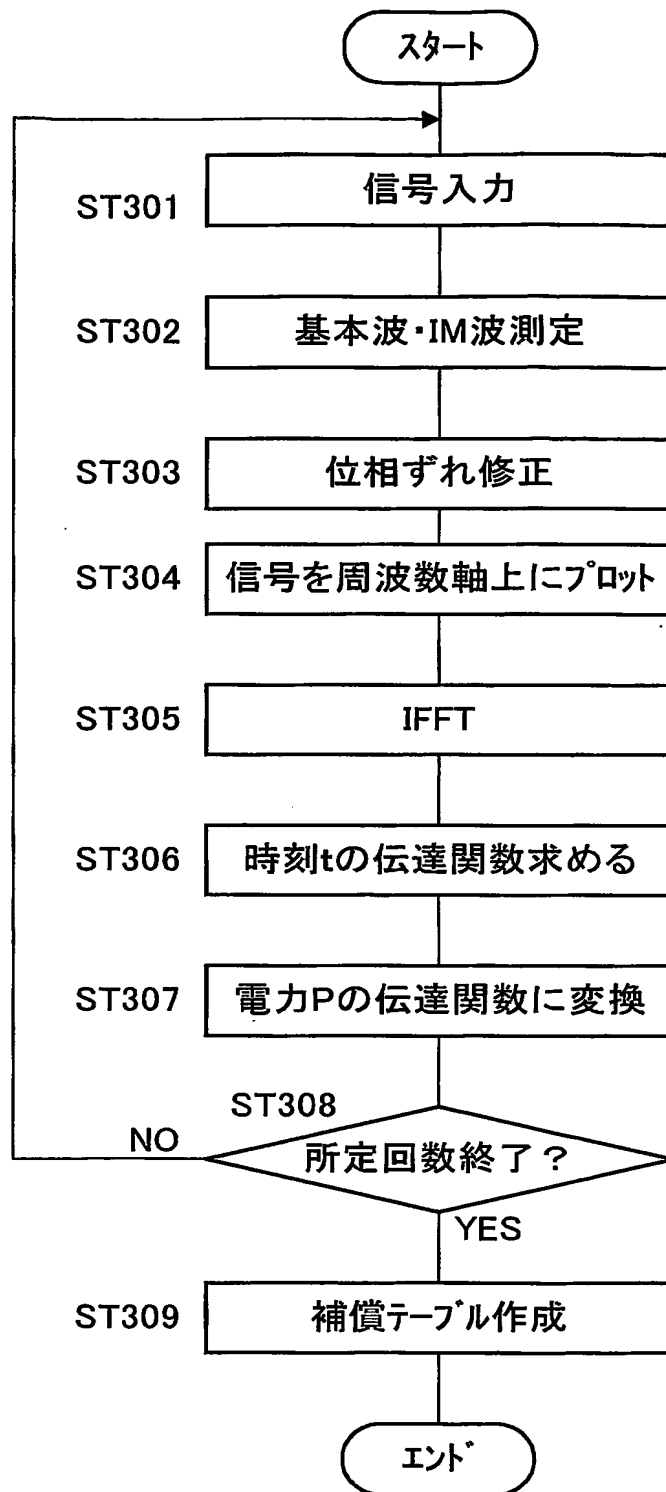 スタート
ST301
信号入力
ST302
基本波・IM波測定
ST303
位相ずれ修正
ST304
信号を周波数軸上にプロット
ST305
IFFT
ST306
時刻tの伝達関数求める
ST307
電力Pの伝達関数に変換
ST308
NO
所定回数終了？
YES
ST309
補償テーブル作成
エンド